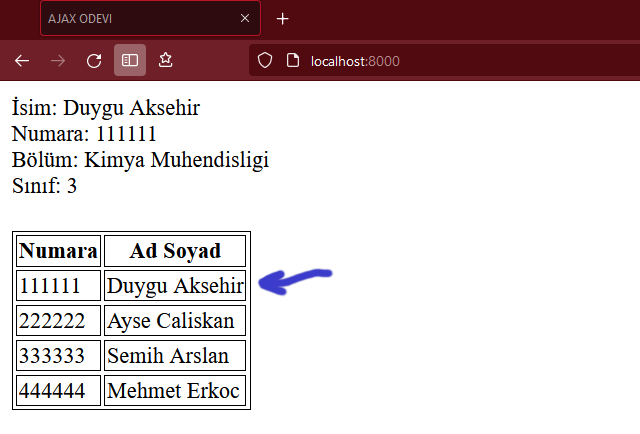 AJAX ODEVI
localhost:8000
İsim: Duygu Aksehir
Numara: 111111
Bölüm: Kimya Muhendisligi
Sınıf: 3
Numara Ad Soyad
111111 Duygu Aksehir
222222 Ayse Caliskan
333333 Semih Arslan
444444 Mehmet Erkoc